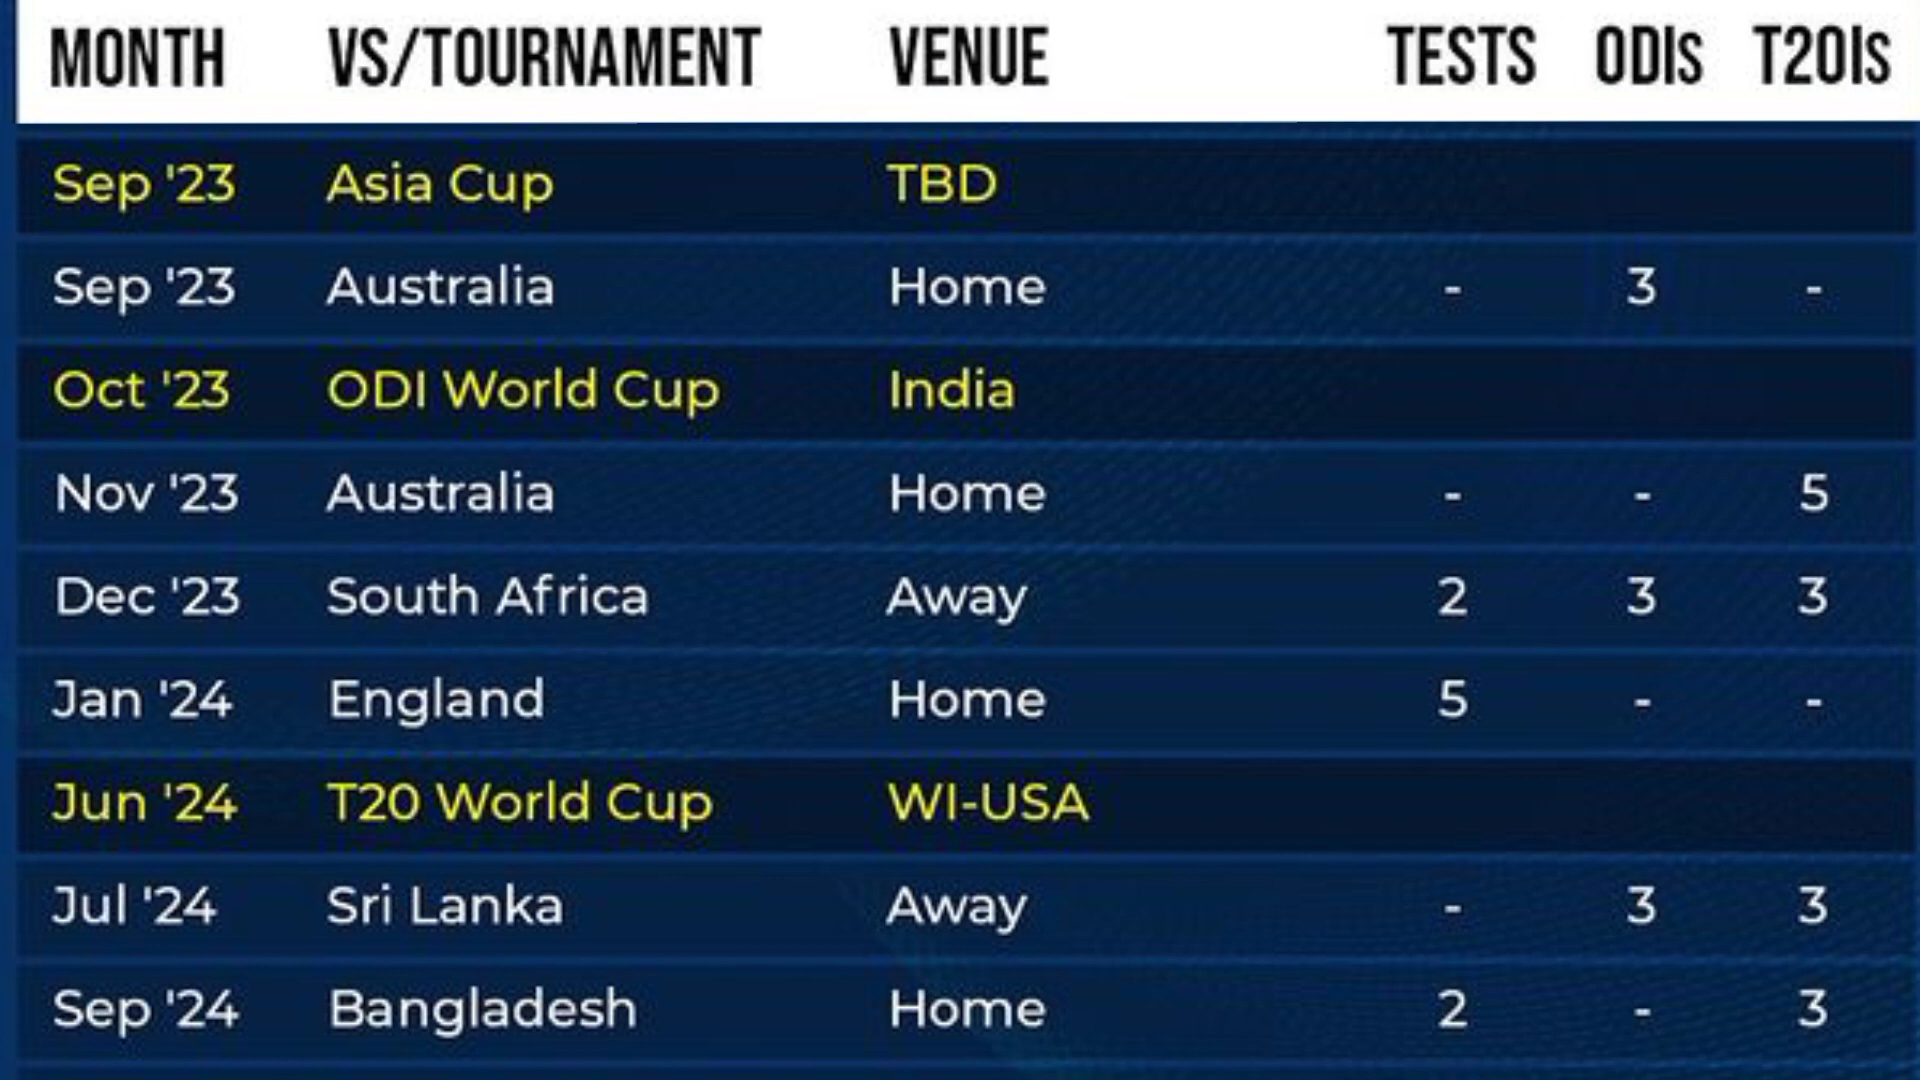 MONTH VS/TOURNAMENT VENUE TESTS ODIs T20Is
Sep '23 Asia Cup TBD
Sep '23 Australia Home - 3 -
Oct '23 ODI World Cup India
Nov '23 Australia Home - - 5
Dec '23 South Africa Away 2 3 3
Jan '24 England Home 5 - -
Jun '24 T20 World Cup WI-USA
Jul '24 Sri Lanka Away - 3 3
Sep '24 Bangladesh Home 2 - 3